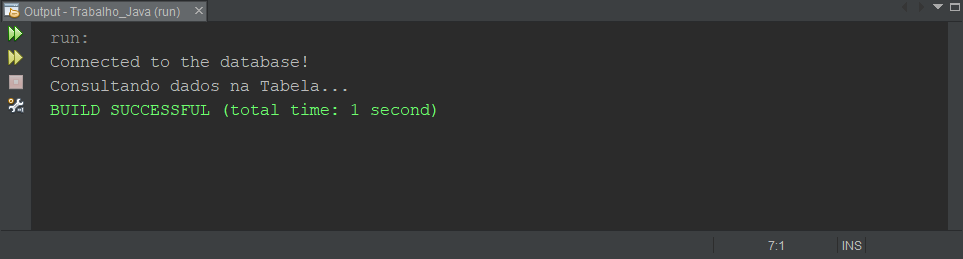 Output - Trabalho_Java (run)
run:
Connected to the database!
Consultando dados na Tabela...
BUILD SUCCESSFUL (total time: 1 second)
7:1 INS